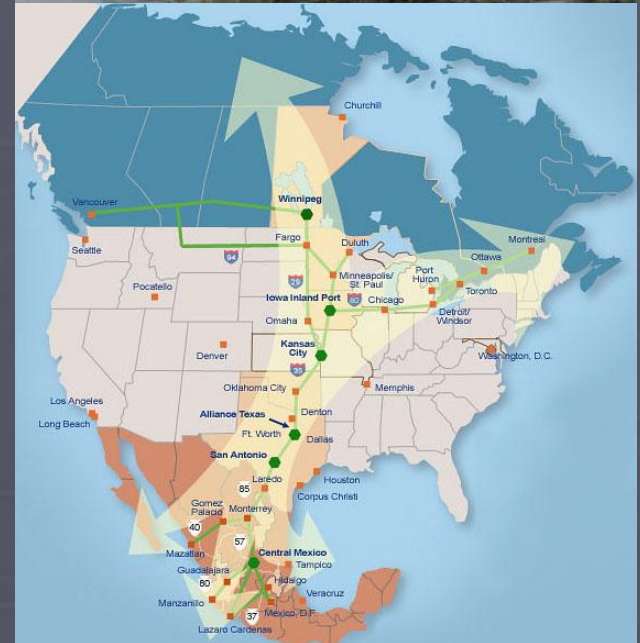 Churchill
Vancouver
Winnipeg
Seattle
Fargo
Duluth
Montreal
Ottawa
94
Minneapolis/
St. Paul
Port
Huron
Toronto
Pocatello
29
Iowa Inland Port
80
Chicago
Detroit/
Windsor
Omaha
Kansas
City
Denver
Washington, D.C.
35
Oklahoma City
Memphis
Los Angeles
Long Beach
Alliance Texas
Denton
Ft. Worth
Dallas
San Antonio
Laredo
Houston
85
Corpus Christi
Gomez
Palacio
Monterrey
40
57
Mazatlan
Central Mexico
Tampico
Guadalajara
80
Hidalgo
Manzanillo
Veracruz
37
Mexico, D.F.
Lazaro Cardenas